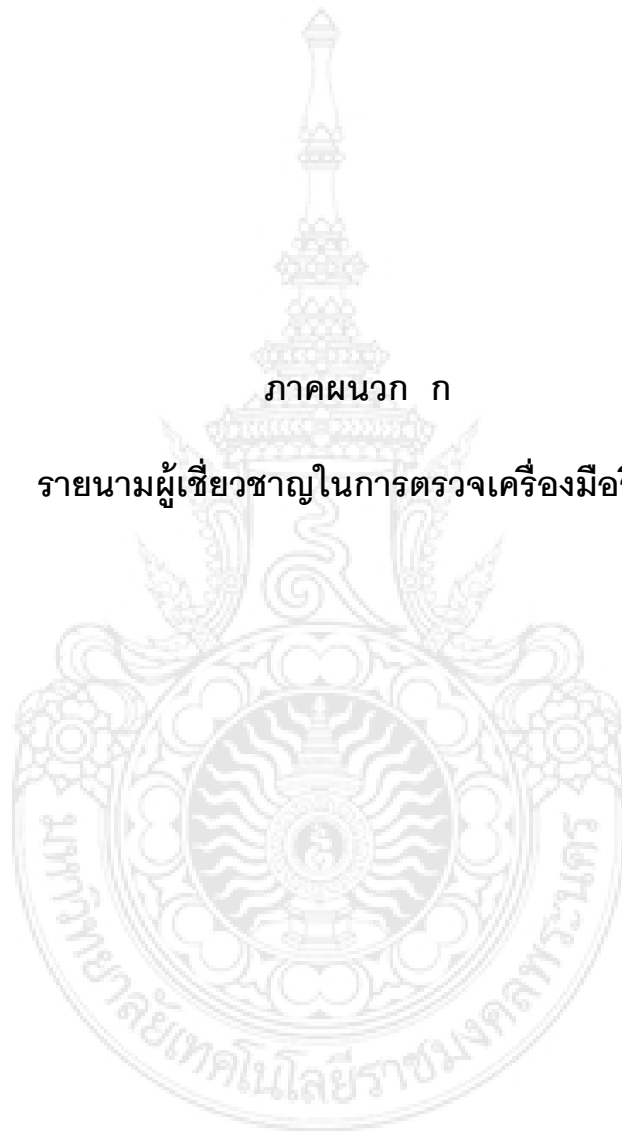 ภาคผนวก ก
รายนามผู้เชี่ยวชาญในการตรวจเครื่องมือ
มหาวิทยาลัยเทคโนโลยีราชมงคลพระนคร